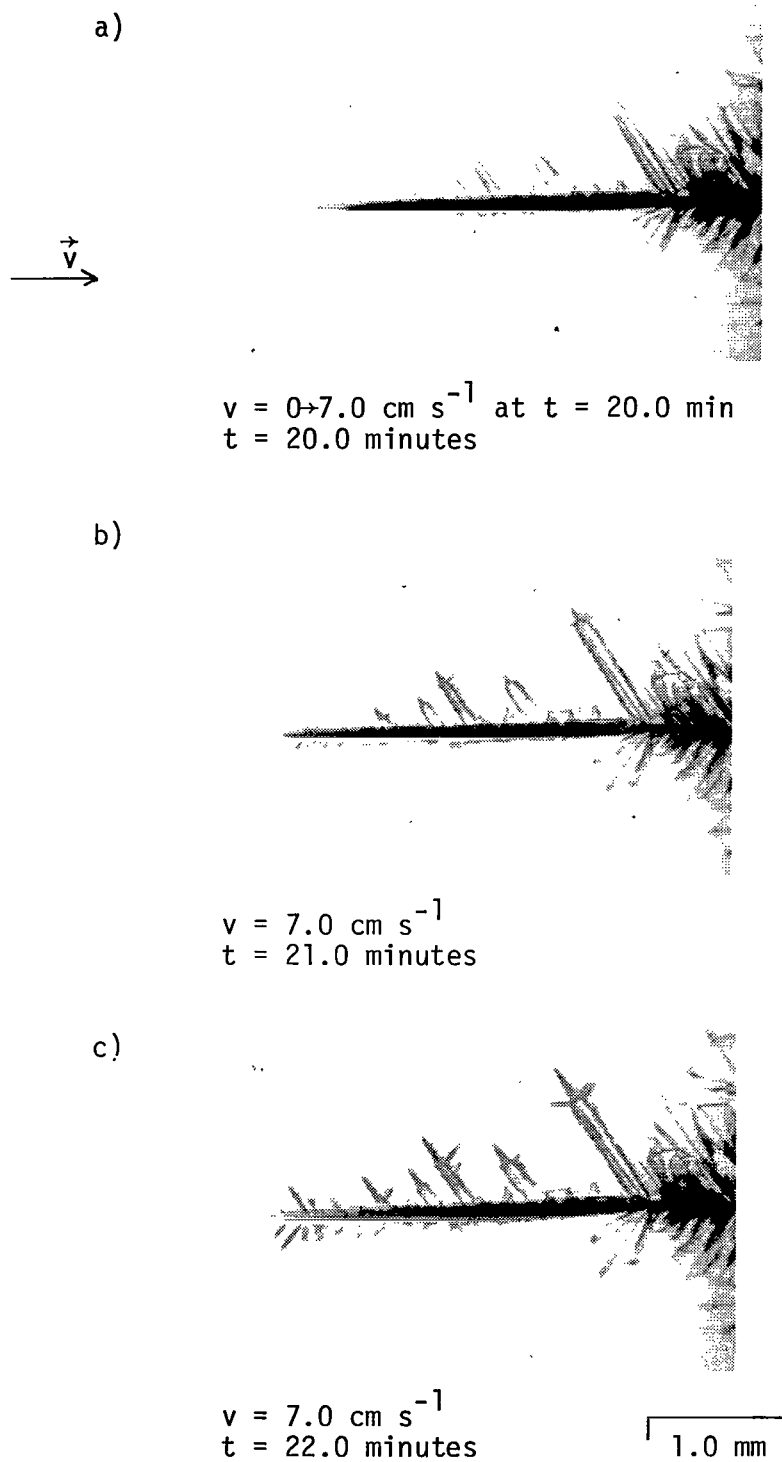 a)
v
v = 0→7.0 cm s⁻¹ at t = 20.0 min
t = 20.0 minutes
b)
v = 7.0 cm s⁻¹
t = 21.0 minutes
c)
v = 7.0 cm s⁻¹
t = 22.0 minutes
1.0 mm